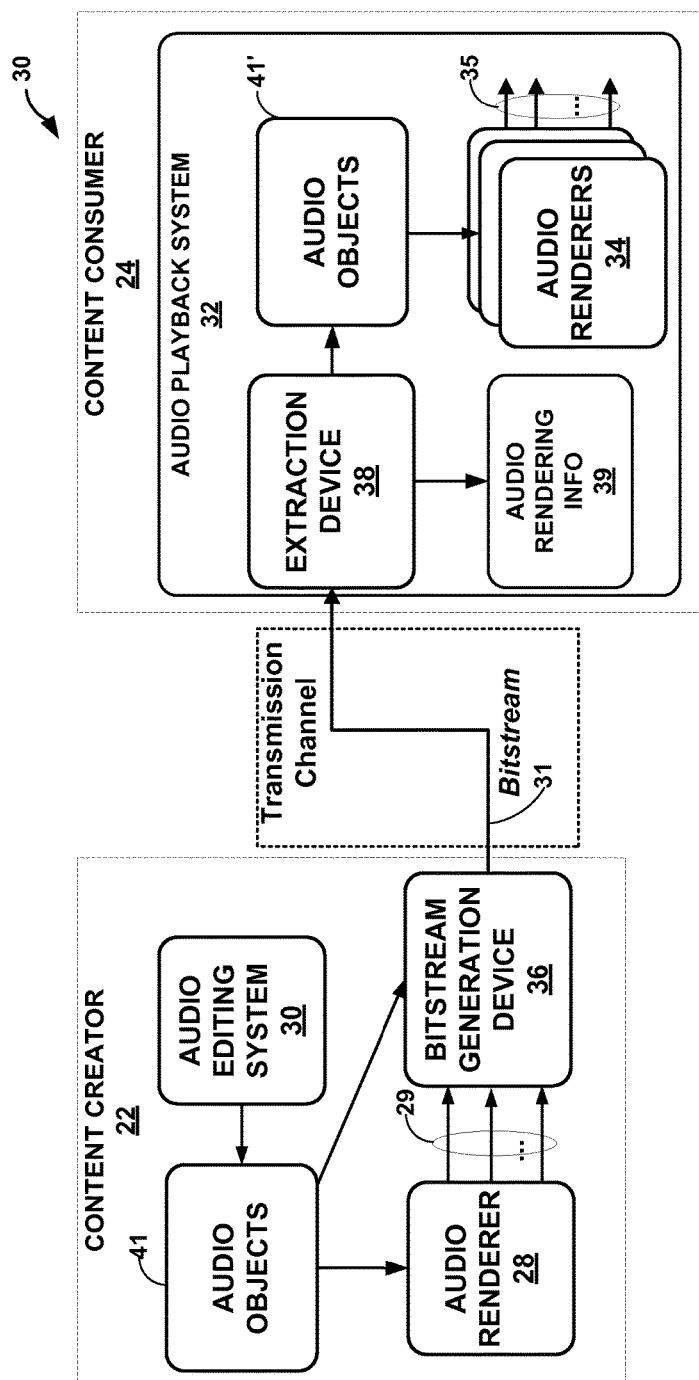 30
CONTENT CREATOR
22
41
AUDIO
OBJECTS
AUDIO
EDITING
SYSTEM
30
AUDIO
RENDERER
28
29
...
BITSTREAM
GENERATION
DEVICE
36
Transmission
Channel
Bitstream
31
CONTENT CONSUMER
24
AUDIO PLAYBACK SYSTEM
32
EXTRACTION
DEVICE
38
AUDIO
OBJECTS
41'
AUDIO
RENDERING
INFO
39
AUDIO
RENDERERS
34
35
...